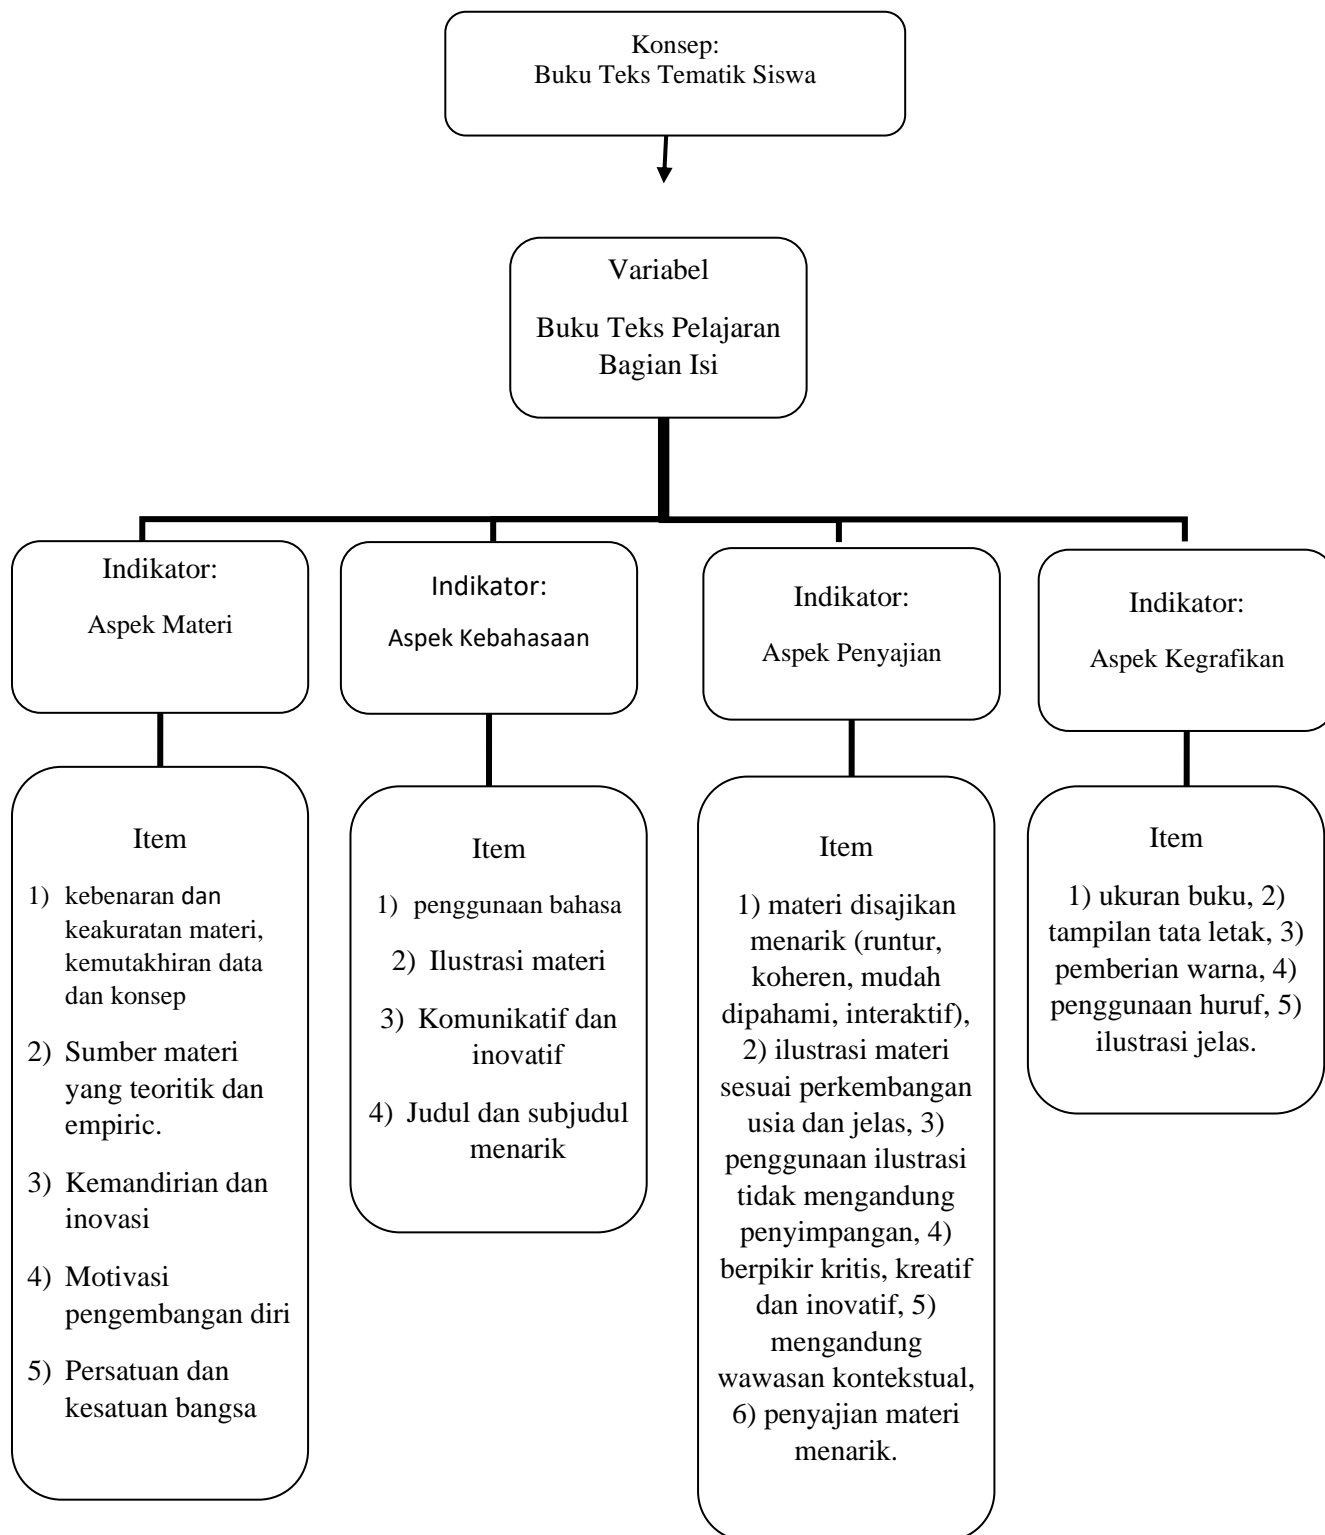 Konsep:
Buku Teks Tematik Siswa
Variabel
Buku Teks Pelajaran
Bagian Isi
Indikator:
Aspek Materi
Indikator:
Aspek Kebahasaan
Indikator:
Aspek Penyajian
Indikator:
Aspek Kegrafikan
Item
1) kebenaran dan
keakuratan materi,
kemutakhiran data
dan konsep
2) Sumber materi
yang teoritik dan
empiric.
3) Kemandirian dan
inovasi
4) Motivasi
pengembangan diri
5) Persatuan dan
kesatuan bangsa
Item
1) penggunaan bahasa
2) Ilustrasi materi
3) Komunikatif dan
inovatif
4) Judul dan subjudul
menarik
Item
1) materi disajikan
menarik (runtur,
koheren, mudah
dipahami, interaktif),
2) ilustrasi materi
sesuai perkembangan
usia dan jelas, 3)
penggunaan ilustrasi
tidak mengandung
penyimpangan, 4)
berpikir kritis, kreatif
dan inovatif, 5)
mengandung
wawasan kontekstual,
6) penyajian materi
menarik.
Item
1) ukuran buku, 2)
tampilan tata letak, 3)
pemberian warna, 4)
penggunaan huruf, 5)
ilustrasi jelas.